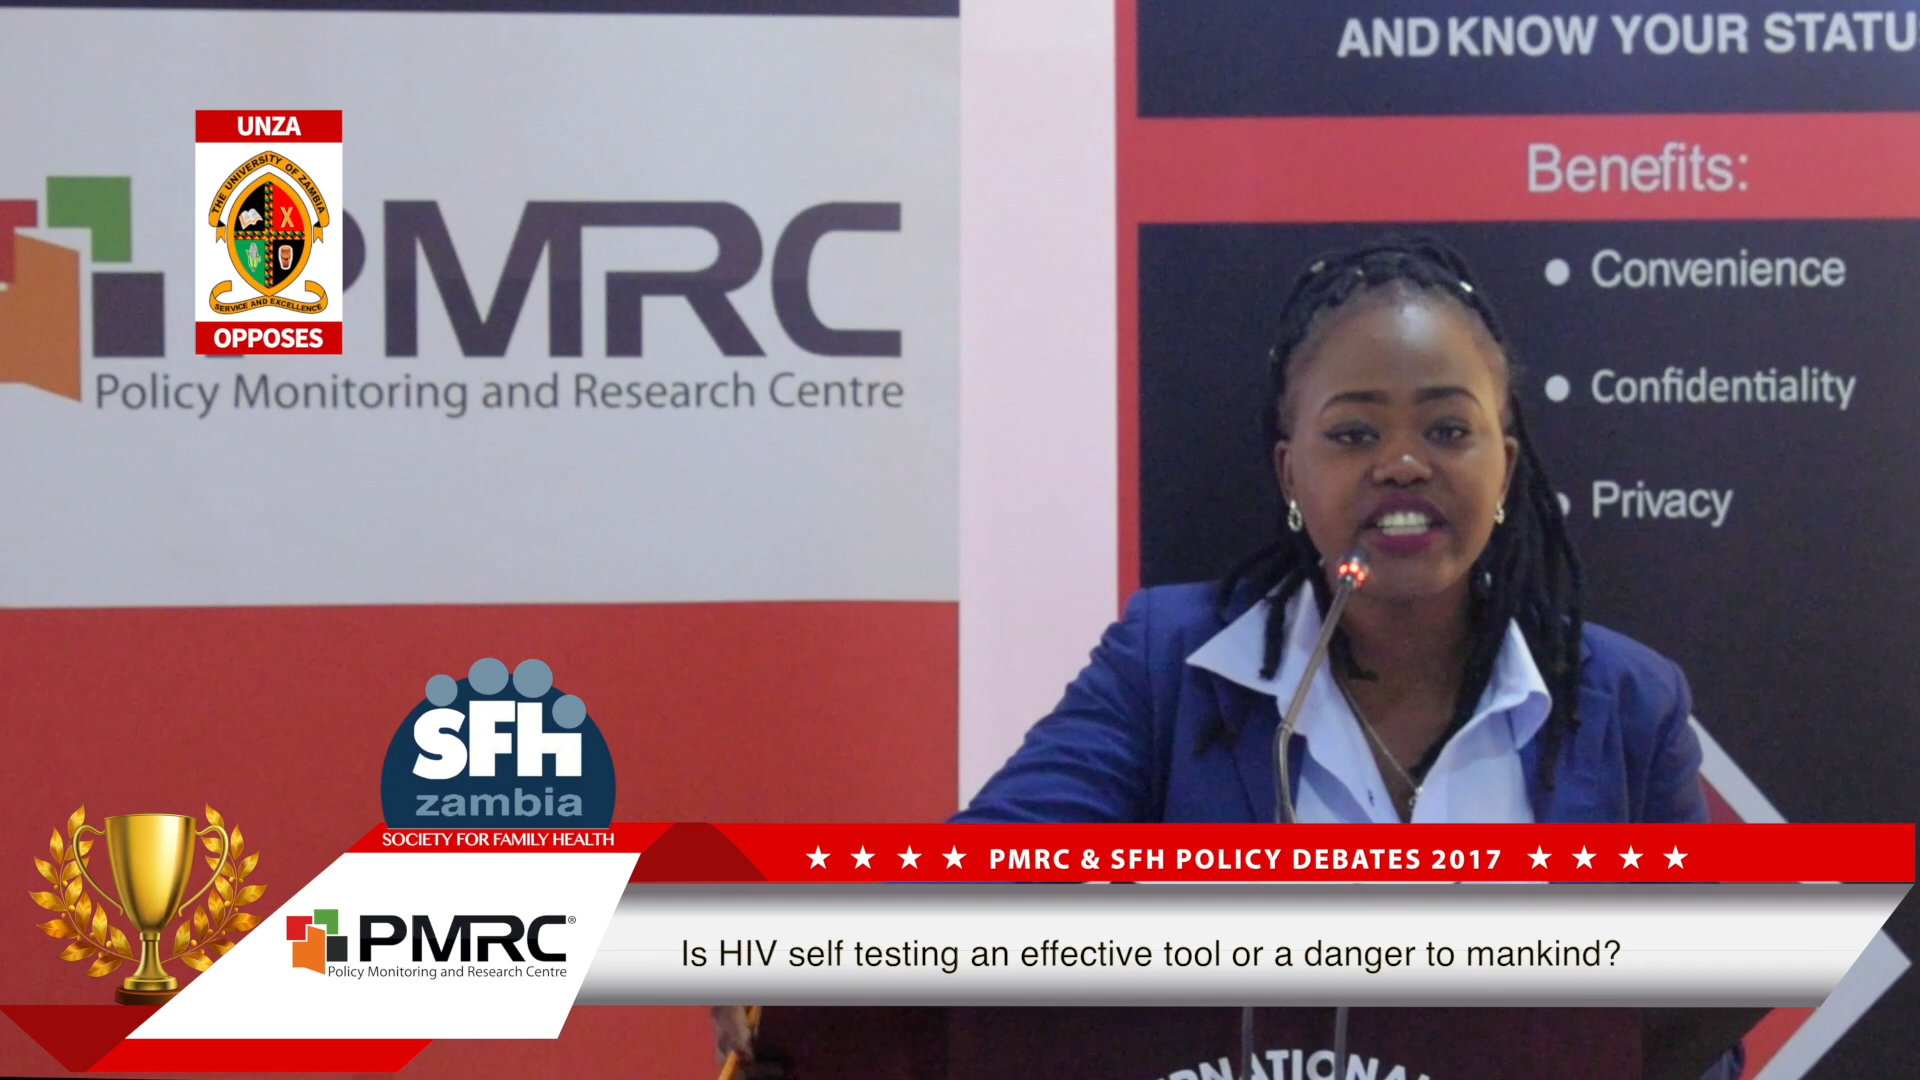 AND KNOW YOUR STATU
Benefits:
Convenience
Confidentiality
Privacy
UNZA
THE UNIVERSITY OF ZAMBIA
SERVICE AND EXCELLENCE
OPPOSES
PMRC
Policy Monitoring and Research Centre
SFh
zambia
SOCIETY FOR FAMILY HEALTH
PMRC & SFH POLICY DEBATES 2017
PMRC®
Policy Monitoring and Research Centre
Is HIV self testing an effective tool or a danger to mankind?
RNATIONA